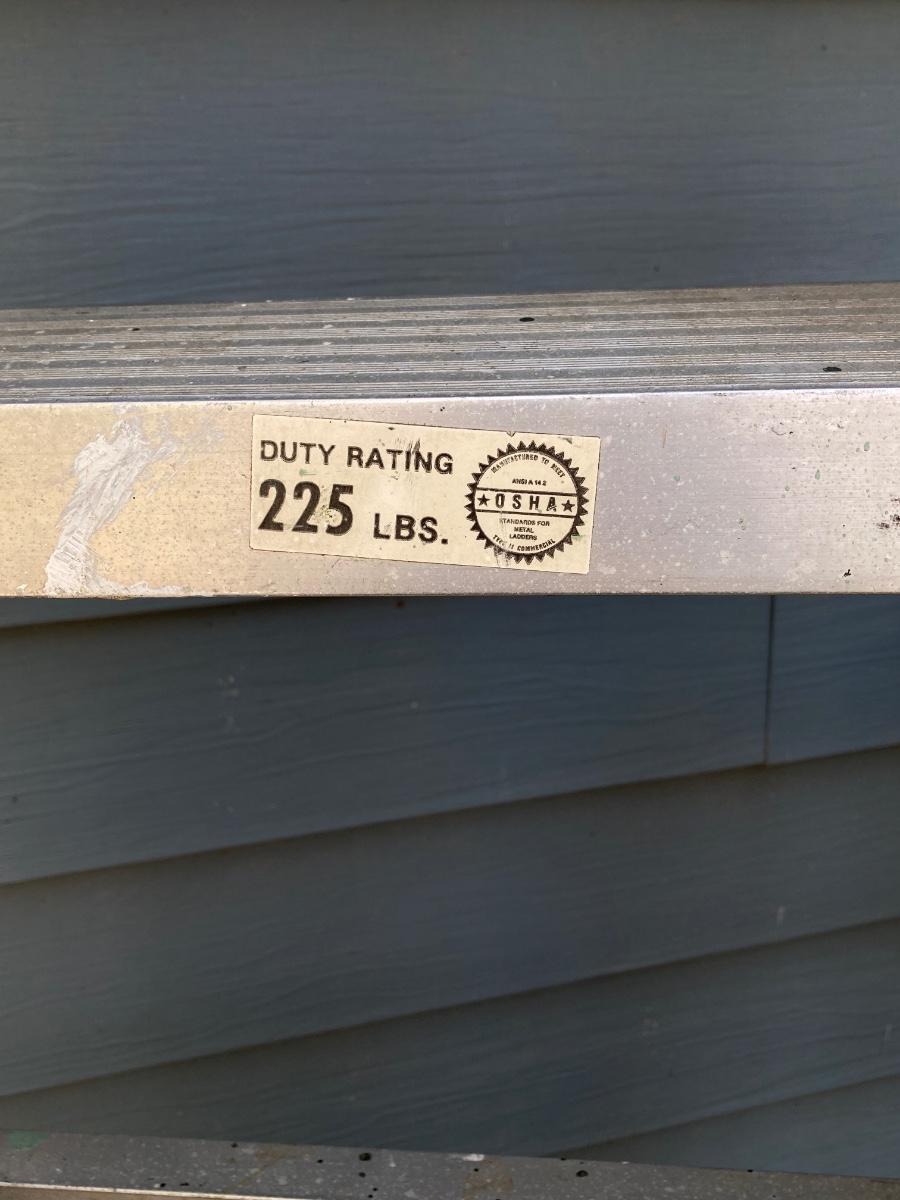 DUTY RATING
225 LBS.
MANUFACTURED TO MEET
ANSI A 14 2
★ OSHA ★
STANDARDS FOR
METAL
LADDERS
TYPE II COMMERCIAL